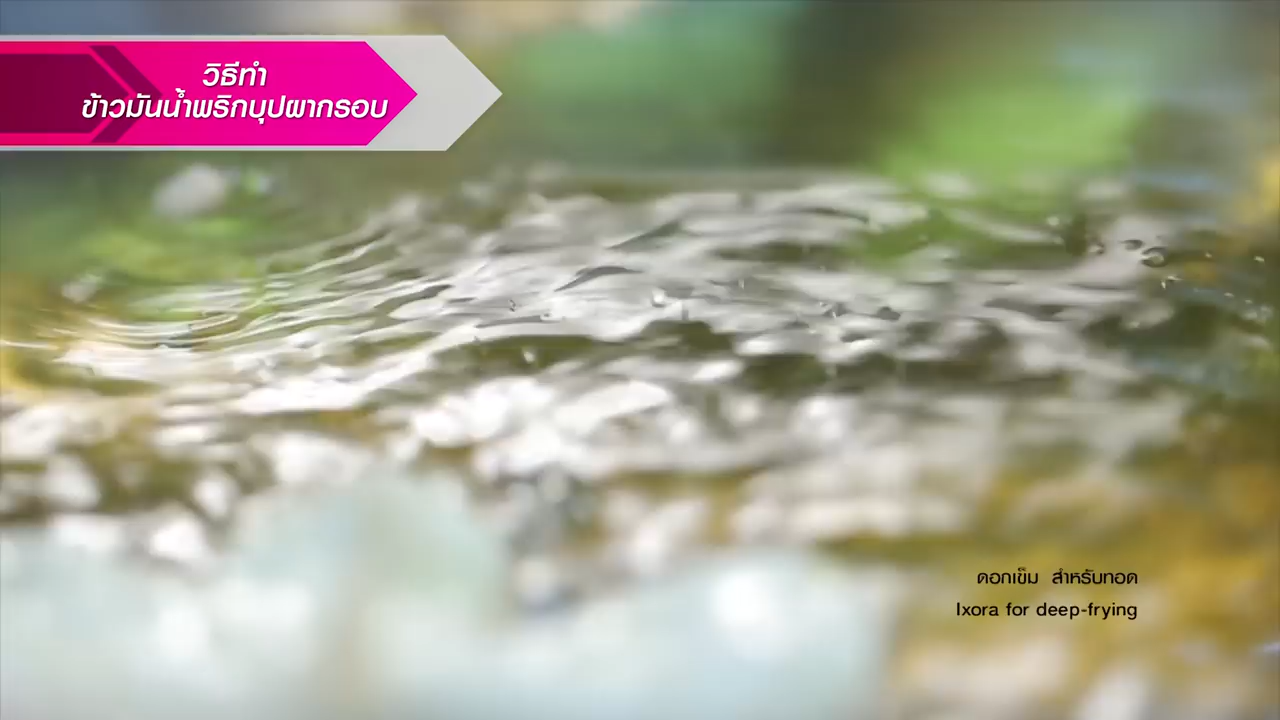 วิธีทำ
ข้าวมันน้ำพริกบุปผากรอบ
ดอกเข็ม สำหรับทอด
Ixora for deep-frying